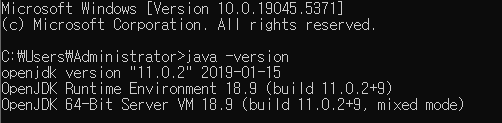 Microsoft Windows [Version 10.0.19045.5371]
(c) Microsoft Corporation. All rights reserved.
C:₩Users₩Administrator>java -version
openjdk version "11.0.2" 2019-01-15
OpenJDK Runtime Environment 18.9 (build 11.0.2+9)
OpenJDK 64-Bit Server VM 18.9 (build 11.0.2+9, mixed mode)